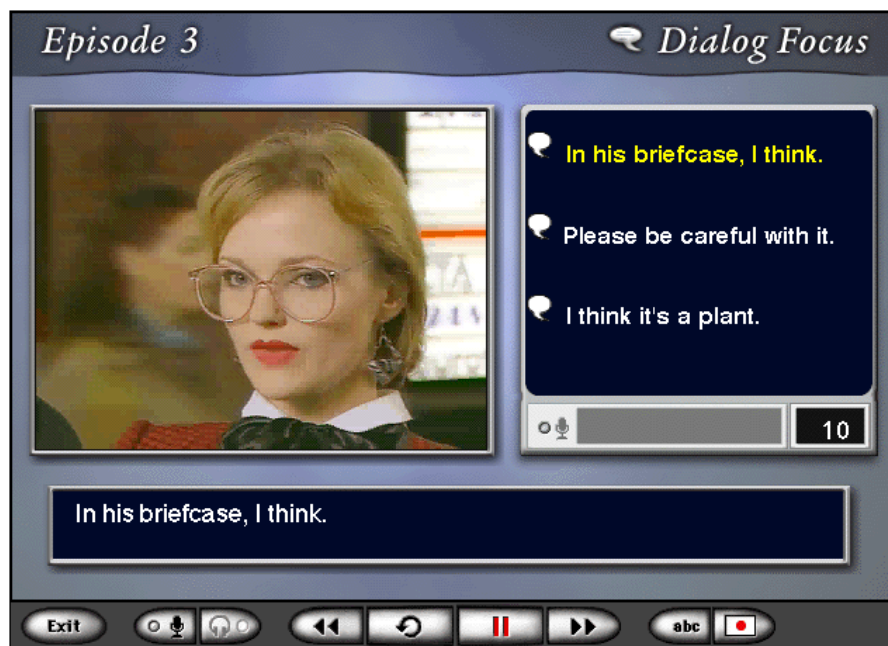 Episode 3
Dialog Focus
In his briefcase, I think.
Please be careful with it.
I think it's a plant.
10
In his briefcase, I think.
Exit
abc